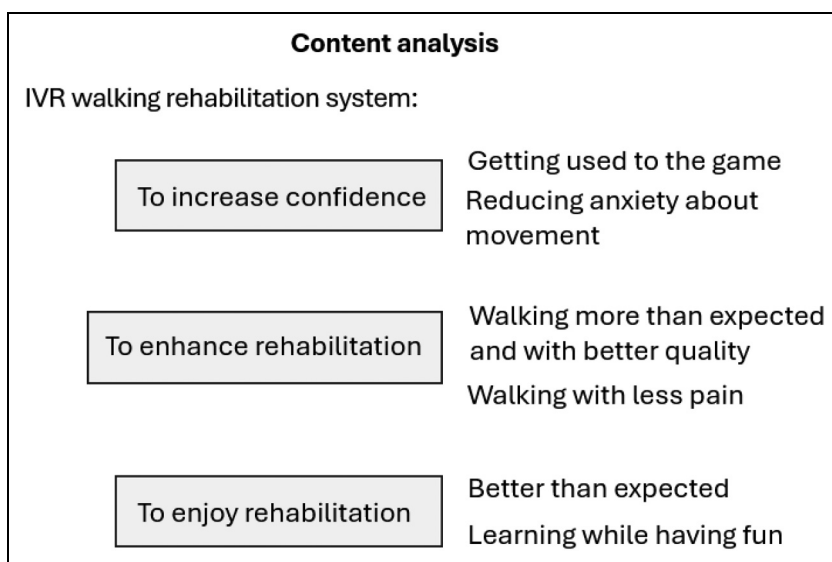 Content analysis
IVR walking rehabilitation system:
To increase confidence
Getting used to the game
Reducing anxiety about
movement
To enhance rehabilitation
Walking more than expected
and with better quality
Walking with less pain
To enjoy rehabilitation
Better than expected
Learning while having fun